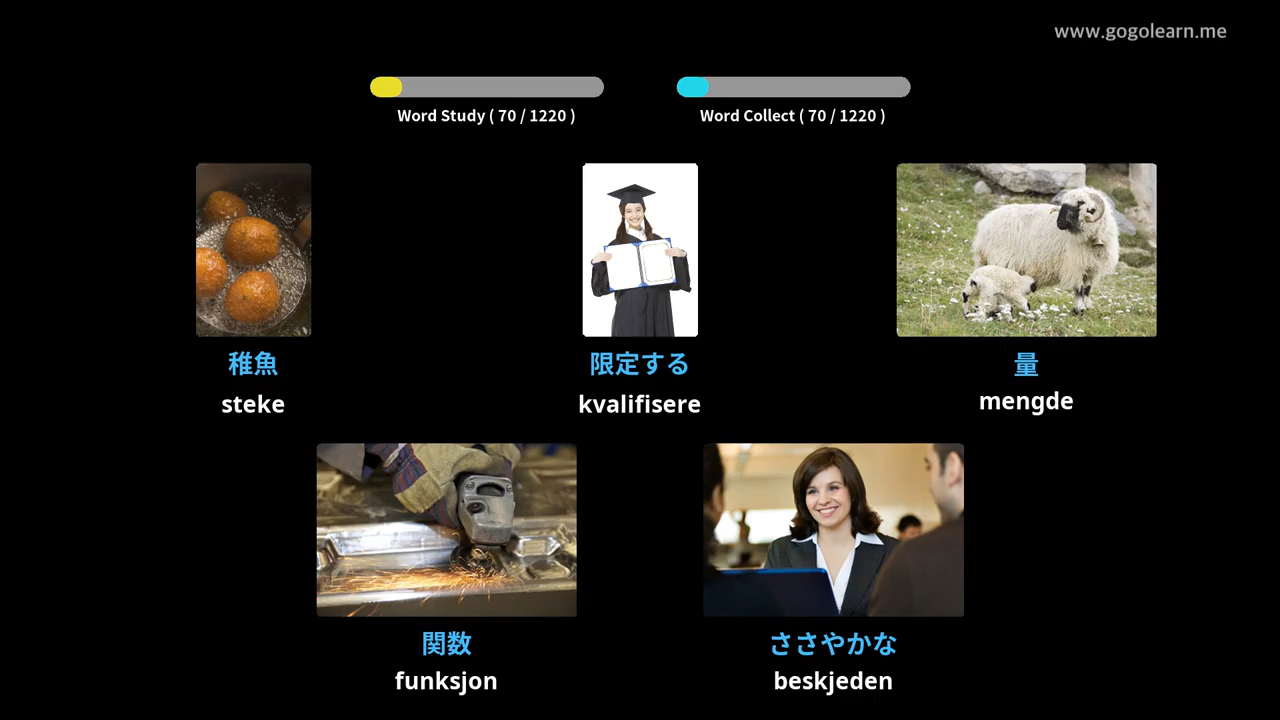 www.gogolearn.me
Word Study ( 70 / 1220 )
Word Collect ( 70 / 1220 )
稚魚
steke
限定する
kvalifisere
量
mengde
関数
funksjon
ささやかな
beskjeden